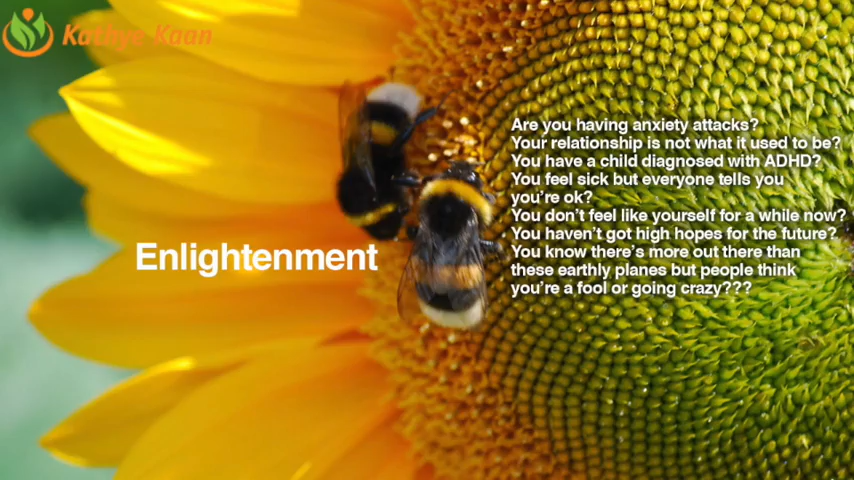 Kathye Kaan
Are you having anxiety attacks?
Your relationship is not what it used to be?
You have a child diagnosed with ADHD?
You feel sick but everyone tells you
you're ok?
You don't feel like yourself for a while now?
You haven't got high hopes for the future?
You know there's more out there than
these earthly planes but people think
you're a fool or going crazy???
Enlightenment